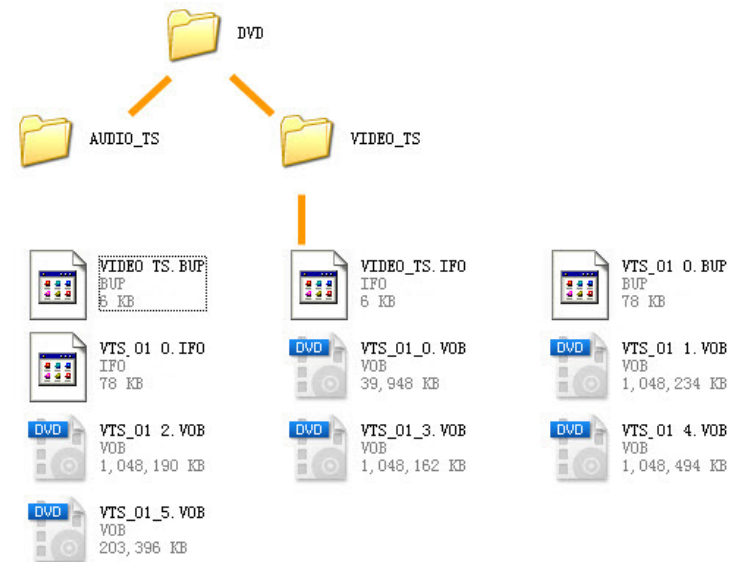 DVD
AUDIO_TS
VIDEO_TS
VIDEO TS.BUP
BUP
6 KB
VIDEO_TS.IFO
IFO
6 KB
VTS_01 0.BUP
BUP
78 KB
VTS_01 0.IFO
IFO
78 KB
DVD
VTS_01_0.VOB
VOB
39,948 KB
DVD
VTS_01 1.VOB
VOB
1,048,234 KB
DVD
VTS_01 2.VOB
VOB
1,048,190 KB
DVD
VTS_01_3.VOB
VOB
1,048,162 KB
DVD
VTS_01 4.VOB
VOB
1,048,494 KB
DVD
VTS_01_5.VOB
VOB
203,396 KB